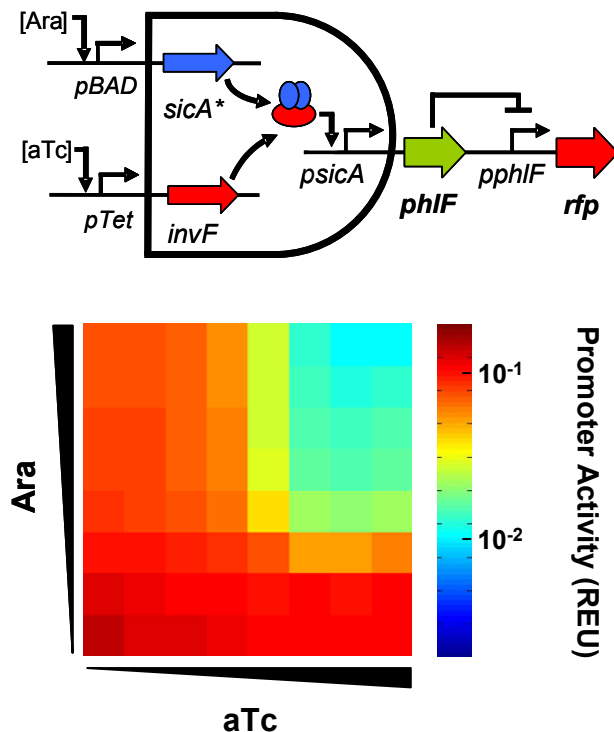 [Ara]
pBAD
sicA*
[aTc]
pTet
invF
psicA
phlF
pphlF
rfp
Ara
aTc
10-1
10-2
Promoter Activity (REU)